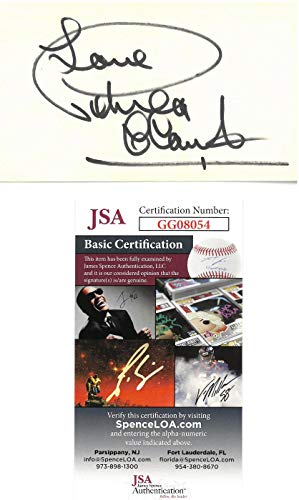 Love
JSA
Certification Number:
GG08054
Basic Certification
This item has been fully examined by
James Spence Authentication, LLC
and it is our considered opinion that the
signature(s) is/are genuine.
Verify this certification by visiting
SpenceLOA.com
and entering the alpha-numeric
value indicated above.
Parsippany, NJ Fort Lauderdale, FL
info@SpenceLOA.com florida@SpenceLOA.com
973-898-1300 954-380-8670
JSA
Authentication